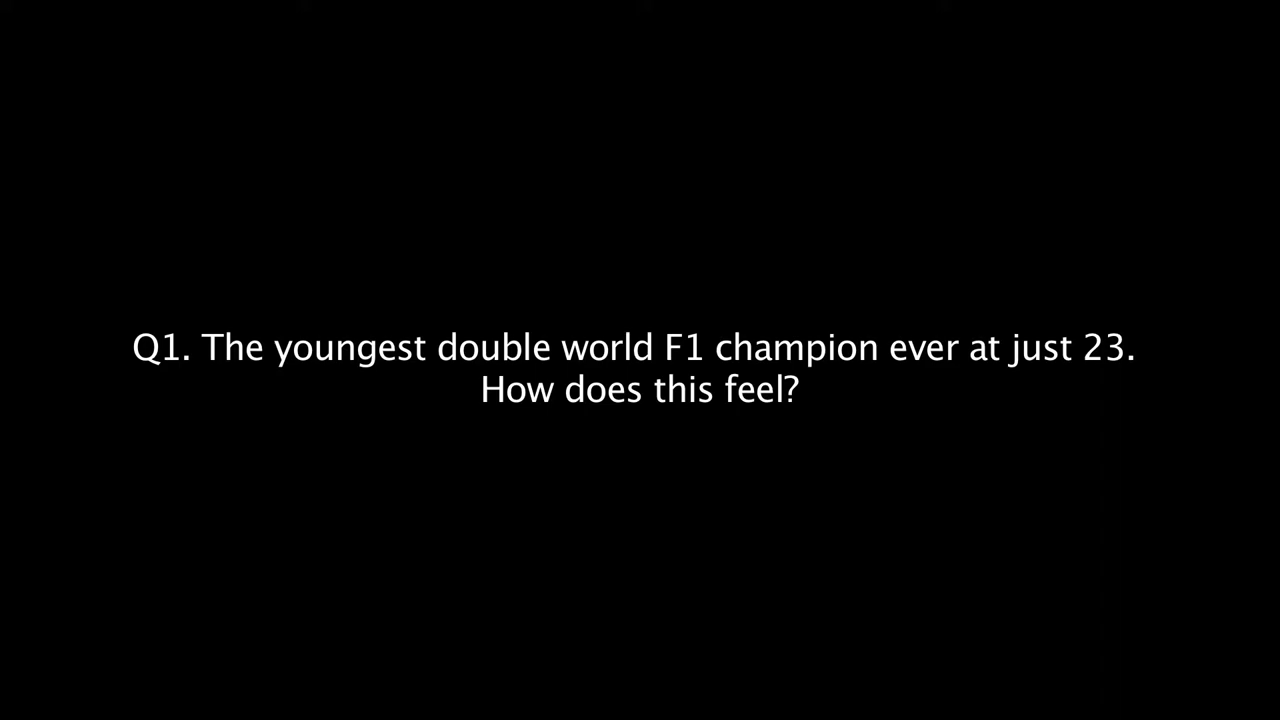 Q1. The youngest double world F1 champion ever at just 23.
How does this feel?